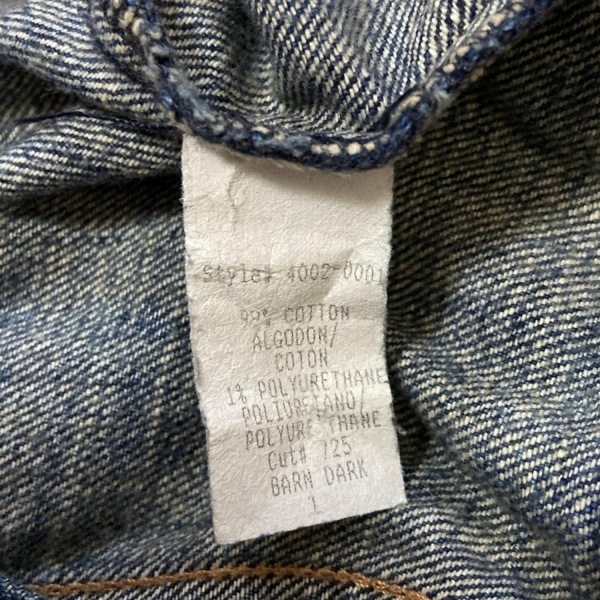 Style# 4002-0001
99% COTTON
ALGODON/
COTON
1% POLYURETHANE
POLIURETANO/
POLYURETHANE
Cut# 725
BARN DARK
1